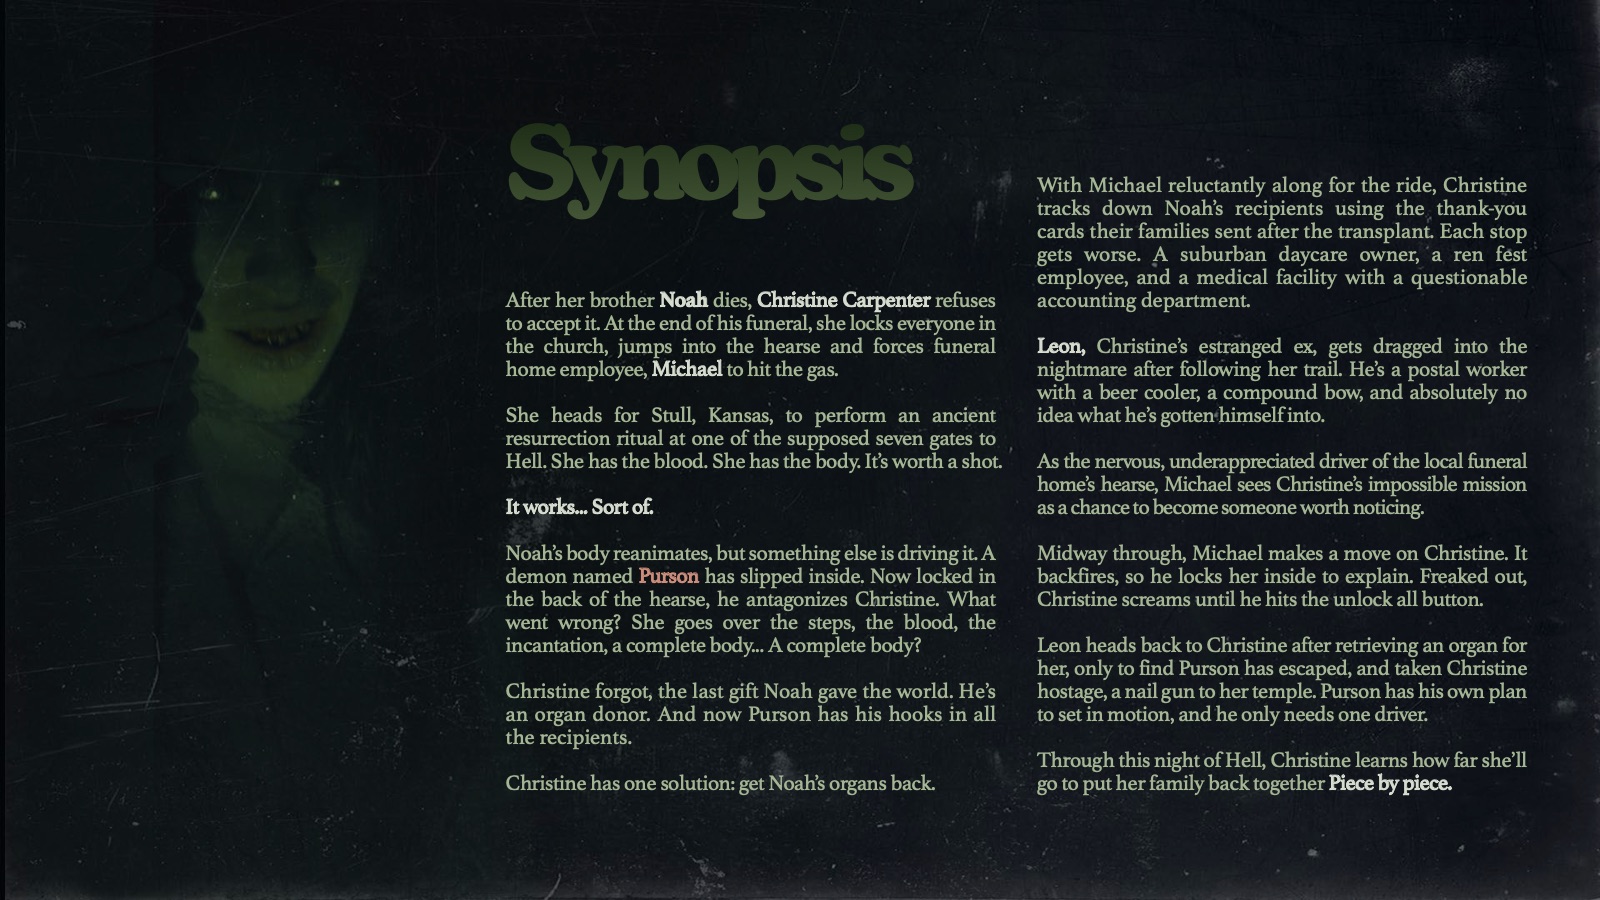 Synopsis
After her brother Noah dies, Christine Carpenter refuses
to accept it. At the end of his funeral, she locks everyone in
the church, jumps into the hearse and forces funeral
home employee, Michael to hit the gas.
She heads for Stull, Kansas, to perform an ancient
resurrection ritual at one of the supposed seven gates to
Hell. She has the blood. She has the body. It's worth a shot.
It works... Sort of.
Noah's body reanimates, but something else is driving it. A
demon named Purson has slipped inside. Now locked in
the back of the hearse, he antagonizes Christine. What
went wrong? She goes over the steps, the blood, the
incantation, a complete body... A complete body?
Christine forgot, the last gift Noah gave the world. He's
an organ donor. And now Purson has his hooks in all
the recipients.
Christine has one solution: get Noah's organs back.
With Michael reluctantly along for the ride, Christine
tracks down Noah's recipients using the thank-you
cards their families sent after the transplant. Each stop
gets worse. A suburban daycare owner, a ren fest
employee, and a medical facility with a questionable
accounting department.
Leon, Christine's estranged ex, gets dragged into the
nightmare after following her trail. He's a postal worker
with a beer cooler, a compound bow, and absolutely no
idea what he's gotten himself into.
As the nervous, underappreciated driver of the local funeral
home's hearse, Michael sees Christine's impossible mission
as a chance to become someone worth noticing.
Midway through, Michael makes a move on Christine. It
backfires, so he locks her inside to explain. Freaked out,
Christine screams until he hits the unlock all button.
Leon heads back to Christine after retrieving an organ for
her, only to find Purson has escaped, and taken Christine
hostage, a nail gun to her temple. Purson has his own plan
to set in motion, and he only needs one driver.
Through this night of Hell, Christine learns how far she'll
go to put her family back together Piece by piece.